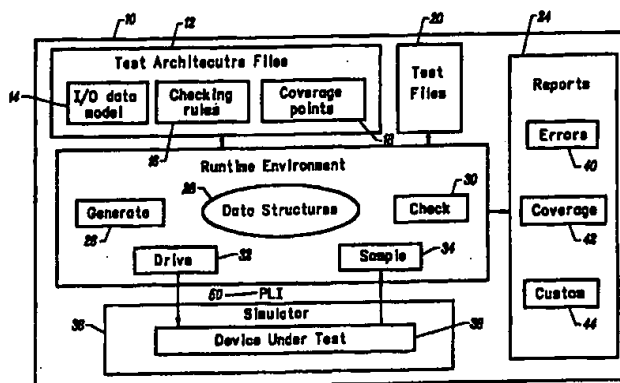 10
12
20
24
Test Architecutre Files
14
I/O data model
Checking rules
Coverage points
16
18
Test Files
Reports
Errors
40
Runtime Environment
28
30
Generate
Data Structures
Check
26
Coverage
42
Drive
32
Sample
34
50 PLI
Simulator
Custom
44
36
Device Under Test
38